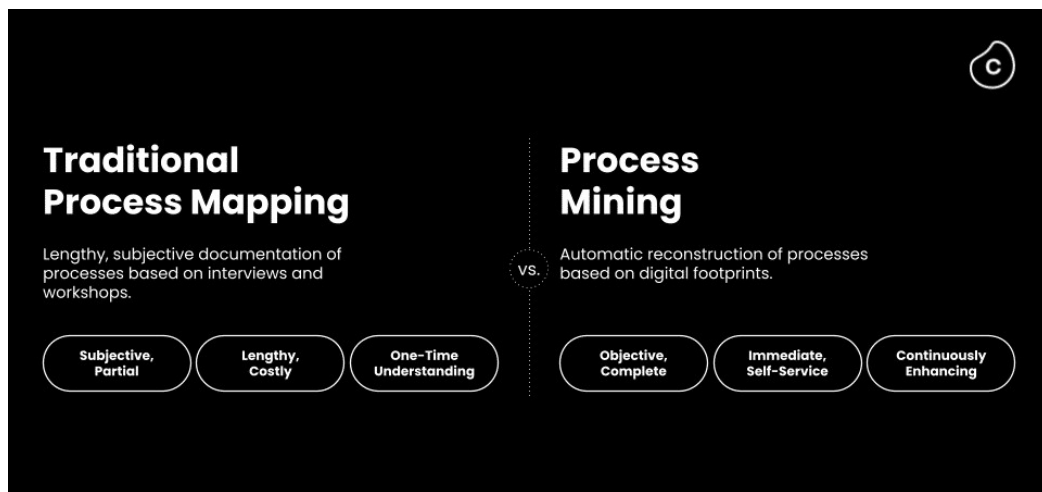 C
Traditional
Process Mapping
Lengthy, subjective documentation of
processes based on interviews and
workshops.
Subjective,
Partial
Lengthy,
Costly
One-Time
Understanding
vs.
Process
Mining
Automatic reconstruction of processes
based on digital footprints.
Objective,
Complete
Immediate,
Self-Service
Continuously
Enhancing